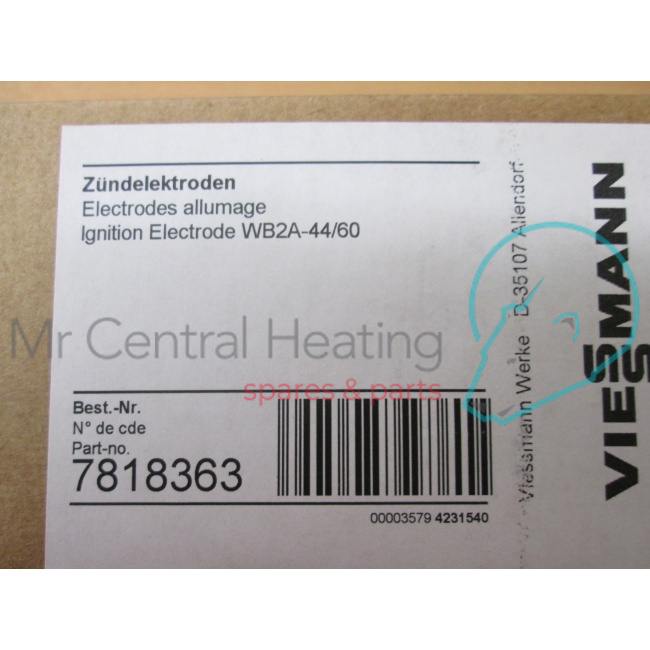 Zündelektroden
Electrodes allumage
Ignition Electrode WB2A-44/60
Mr Central Heating
spares & parts
Best.-Nr.
N° de cde
Part-no.
7818363
00003579 4231540
Viessmann Werke D-35107 Allendorf
VIESSMANN